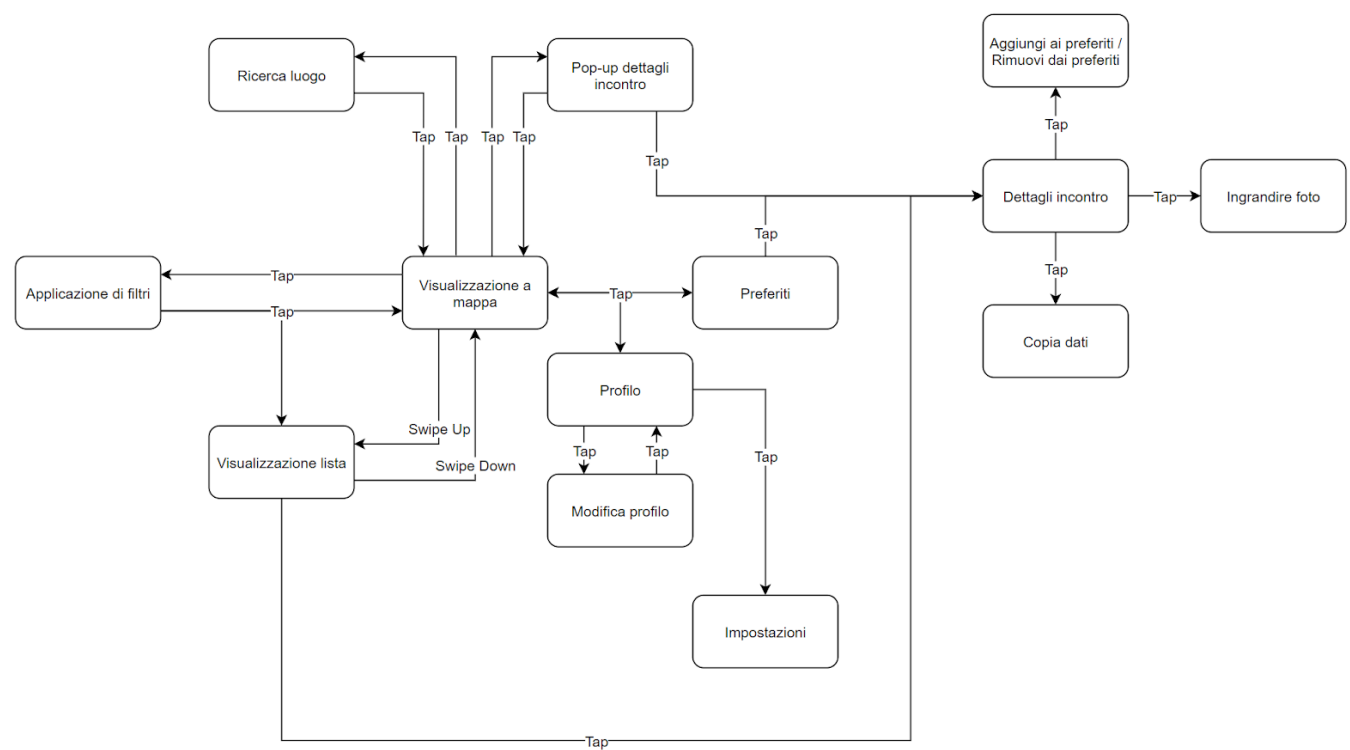 Aggiungi ai preferiti /
Rimuovi dai preferiti
Ricerca luogo
Pop-up dettagli
incontro
Tap
Tap
Tap
Tap
Tap
Tap
Dettagli incontro
Tap
Ingrandire foto
Tap
Tap
Tap
Applicazione di filtri
Visualizzazione a
mappa
Tap
Preferiti
Tap
Copia dati
Profilo
Swipe Up
Tap
Tap
Tap
Visualizzazione lista
Swipe Down
Modifica profilo
Impostazioni
Tap